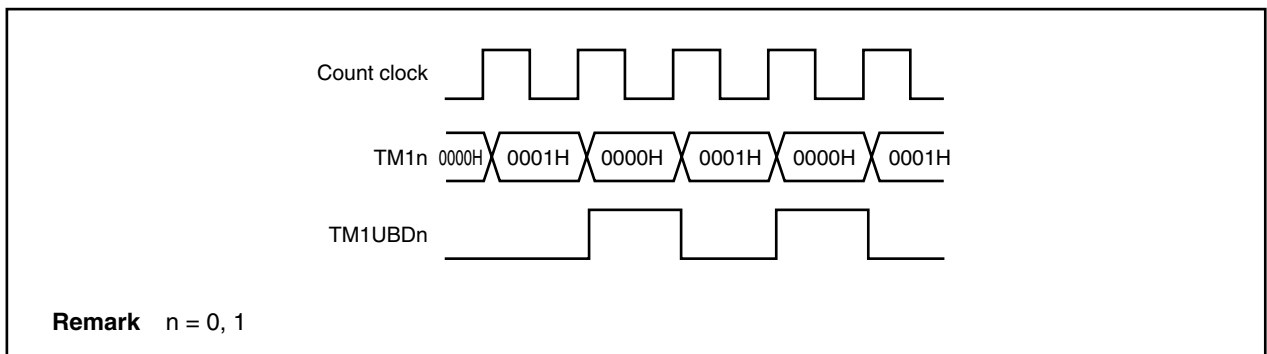 Count clock
TM1n 0000H 0001H 0000H 0001H 0000H 0001H
TM1UBDn
Remark n = 0, 1